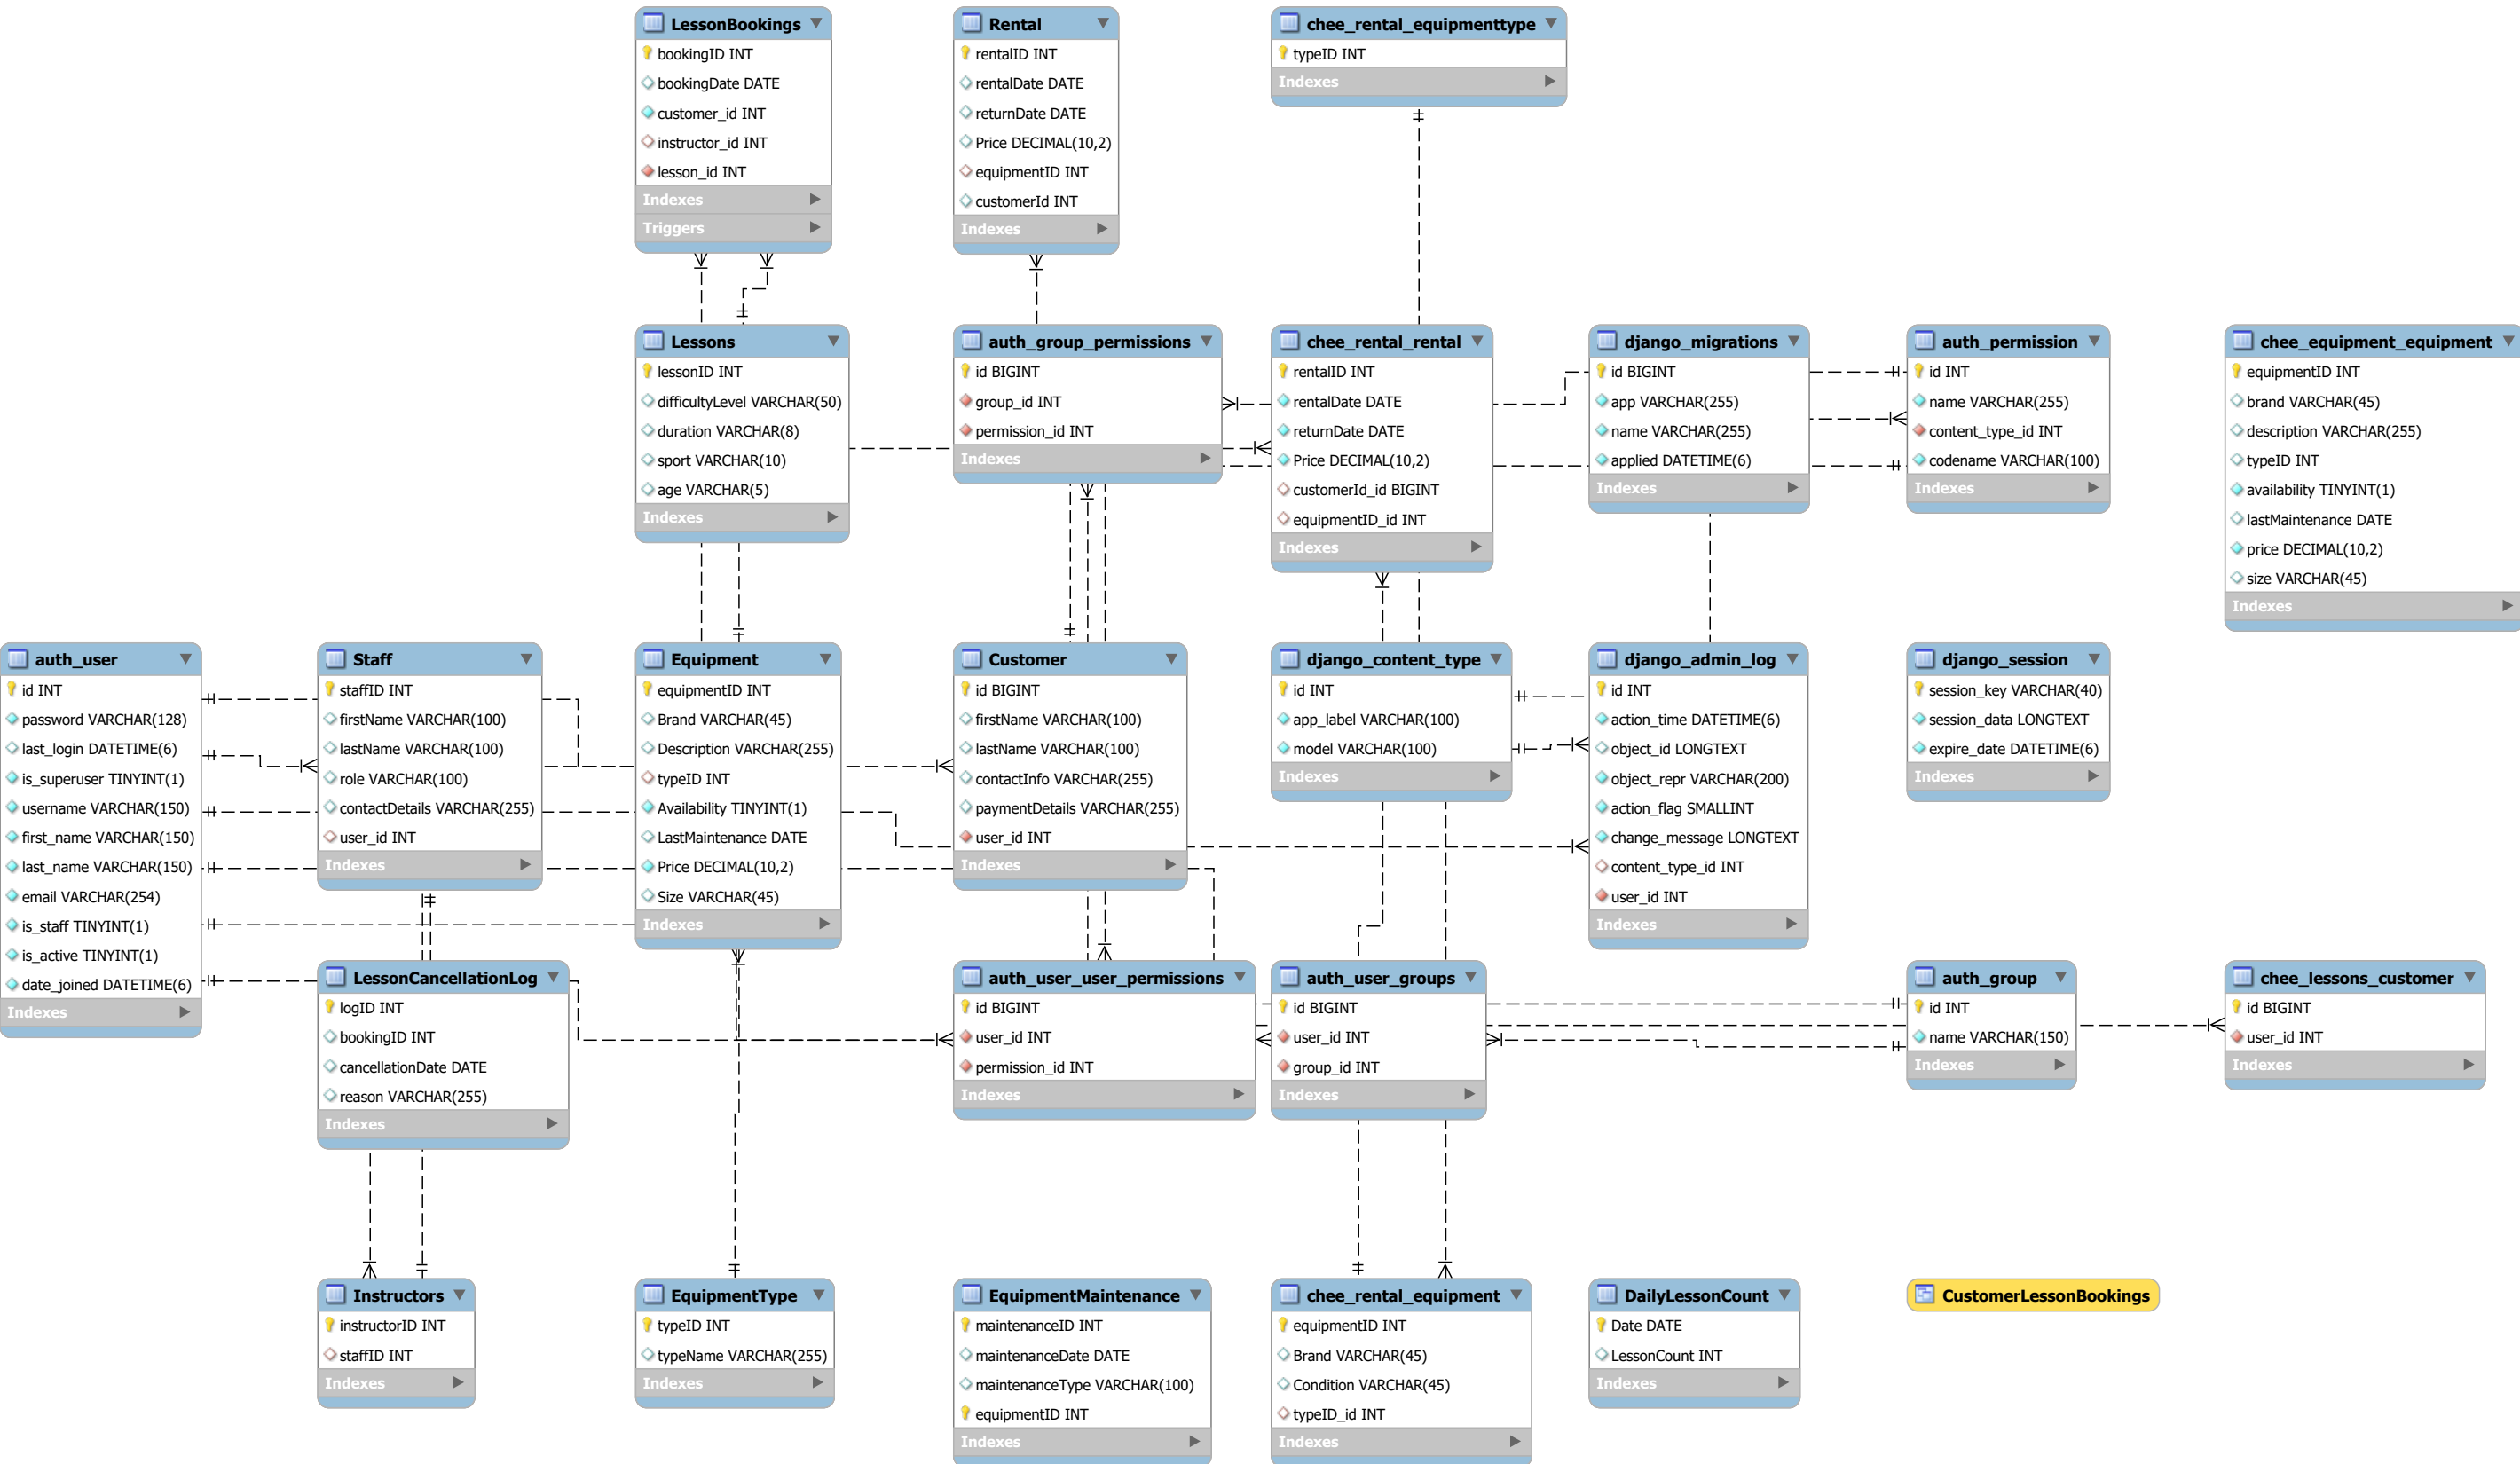 LessonBookings
bookingID INT
bookingDate DATE
customer_id INT
instructor_id INT
lesson_id INT
Indexes
Triggers
Rental
rentalID INT
rentalDate DATE
returnDate DATE
Price DECIMAL(10,2)
equipmentID INT
customerId INT
Indexes
chee_rental_equipmenttype
typeID INT
Indexes
Lessons
lessonID INT
difficultyLevel VARCHAR(50)
duration VARCHAR(8)
sport VARCHAR(10)
age VARCHAR(5)
Indexes
auth_group_permissions
id BIGINT
group_id INT
permission_id INT
Indexes
chee_rental_rental
rentalID INT
rentalDate DATE
returnDate DATE
Price DECIMAL(10,2)
customerId_id BIGINT
equipmentID_id INT
Indexes
django_migrations
id BIGINT
app VARCHAR(255)
name VARCHAR(255)
applied DATETIME(6)
Indexes
auth_permission
id INT
name VARCHAR(255)
content_type_id INT
codename VARCHAR(100)
Indexes
chee_equipment_equipment
equipmentID INT
brand VARCHAR(45)
description VARCHAR(255)
typeID INT
availability TINYINT(1)
lastMaintenance DATE
price DECIMAL(10,2)
size VARCHAR(45)
Indexes
auth_user
id INT
password VARCHAR(128)
last_login DATETIME(6)
is_superuser TINYINT(1)
username VARCHAR(150)
first_name VARCHAR(150)
last_name VARCHAR(150)
email VARCHAR(254)
is_staff TINYINT(1)
is_active TINYINT(1)
date_joined DATETIME(6)
Indexes
Staff
staffID INT
firstName VARCHAR(100)
lastName VARCHAR(100)
role VARCHAR(100)
contactDetails VARCHAR(255)
user_id INT
Indexes
Equipment
equipmentID INT
Brand VARCHAR(45)
Description VARCHAR(255)
typeID INT
Availability TINYINT(1)
LastMaintenance DATE
Price DECIMAL(10,2)
Size VARCHAR(45)
Indexes
Customer
id BIGINT
firstName VARCHAR(100)
lastName VARCHAR(100)
contactInfo VARCHAR(255)
paymentDetails VARCHAR(255)
user_id INT
Indexes
django_content_type
id INT
app_label VARCHAR(100)
model VARCHAR(100)
Indexes
django_admin_log
id INT
action_time DATETIME(6)
object_id LONGTEXT
object_repr VARCHAR(200)
action_flag SMALLINT
change_message LONGTEXT
content_type_id INT
user_id INT
Indexes
django_session
session_key VARCHAR(40)
session_data LONGTEXT
expire_date DATETIME(6)
Indexes
LessonCancellationLog
logID INT
bookingID INT
cancellationDate DATE
reason VARCHAR(255)
Indexes
auth_user_user_permissions
id BIGINT
user_id INT
permission_id INT
Indexes
auth_user_groups
id BIGINT
user_id INT
group_id INT
Indexes
auth_group
id INT
name VARCHAR(150)
Indexes
chee_lessons_customer
id BIGINT
user_id INT
Indexes
Instructors
instructorID INT
staffID INT
Indexes
EquipmentType
typeID INT
typeName VARCHAR(255)
Indexes
EquipmentMaintenance
maintenanceID INT
maintenanceDate DATE
maintenanceType VARCHAR(100)
equipmentID INT
Indexes
chee_rental_equipment
equipmentID INT
Brand VARCHAR(45)
Condition VARCHAR(45)
typeID_id INT
Indexes
DailyLessonCount
Date DATE
LessonCount INT
Indexes
CustomerLessonBookings